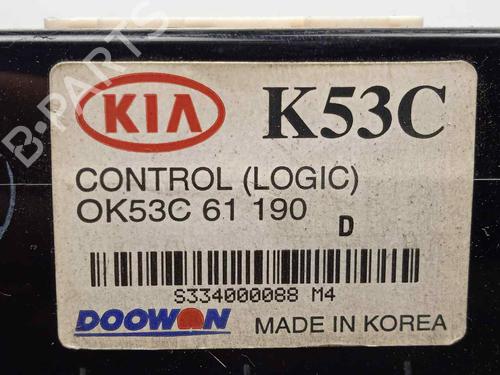 B-PARTS
KIA K53C
CONTROL (LOGIC)
OK53C 61 190
D
S334000088 M4
DOOWON MADE IN KOREA